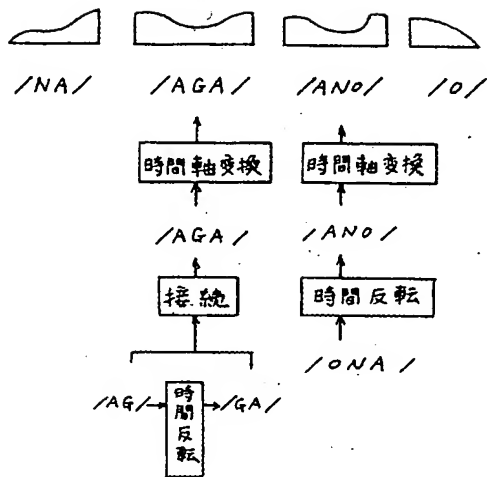 /NA/ /AGA/ /ANO/ /O/
時間軸変換 時間軸変換
/AGA/ /ANO/
接続 時間反転
/ONA/
/AG/ 時間反転 /GA/